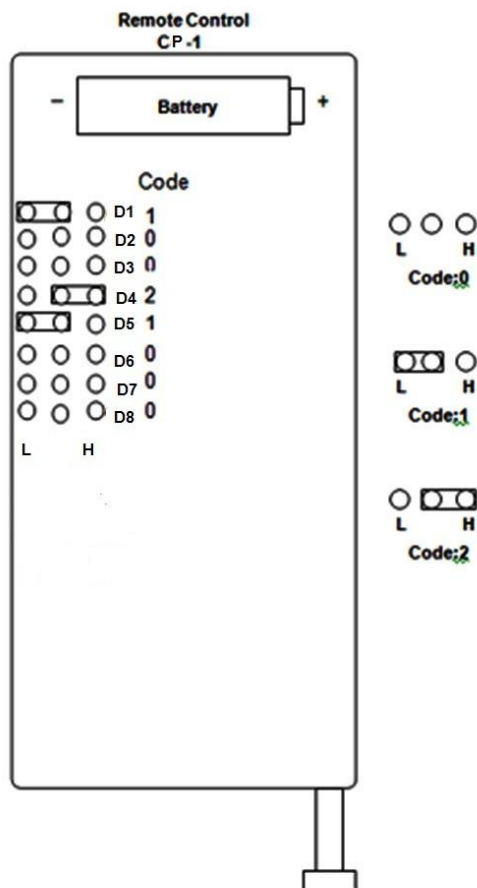 Remote Control
CP-1
− Battery +
Code
D1 1
D2 0
D3 0
D4 2
D5 1
D6 0
D7 0
D8 0
L H
L H
Code;0
L H
Code;1
L H
Code;2